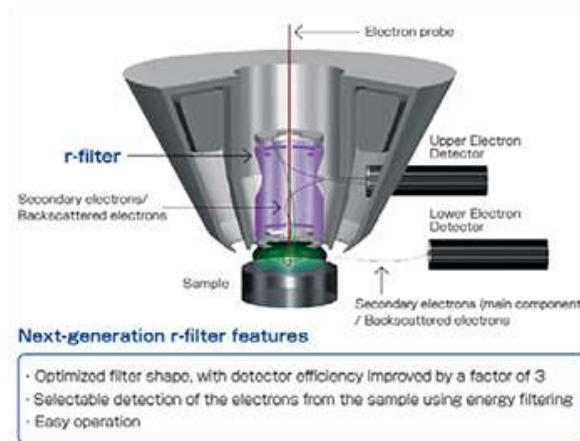 Electron probe
r-filter
Upper Electron
Detector
Secondary electrons/
Backscattered electrons
Lower Electron
Detector
Sample
Secondary electrons (main component
/ Backscattered electrons
Next-generation r-filter features
· Optimized filter shape, with detector efficiency improved by a factor of 3
· Selectable detection of the electrons from the sample using energy filtering
· Easy operation